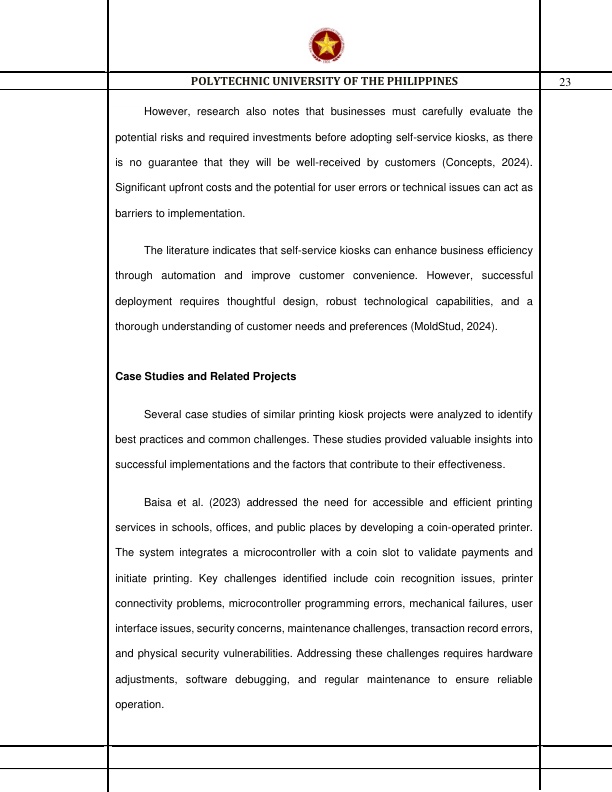 POLYTECHNIC UNIVERSITY OF THE PHILIPPINES
23
However, research also notes that businesses must carefully evaluate the
potential risks and required investments before adopting self-service kiosks, as there
is no guarantee that they will be well-received by customers (Concepts, 2024).
Significant upfront costs and the potential for user errors or technical issues can act as
barriers to implementation.
The literature indicates that self-service kiosks can enhance business efficiency
through automation and improve customer convenience. However, successful
deployment requires thoughtful design, robust technological capabilities, and a
thorough understanding of customer needs and preferences (MoldStud, 2024).
Case Studies and Related Projects
Several case studies of similar printing kiosk projects were analyzed to identify
best practices and common challenges. These studies provided valuable insights into
successful implementations and the factors that contribute to their effectiveness.
Baisa et al. (2023) addressed the need for accessible and efficient printing
services in schools, offices, and public places by developing a coin-operated printer.
The system integrates a microcontroller with a coin slot to validate payments and
initiate printing. Key challenges identified include coin recognition issues, printer
connectivity problems, microcontroller programming errors, mechanical failures, user
interface issues, security concerns, maintenance challenges, transaction record errors,
and physical security vulnerabilities. Addressing these challenges requires hardware
adjustments, software debugging, and regular maintenance to ensure reliable
operation.